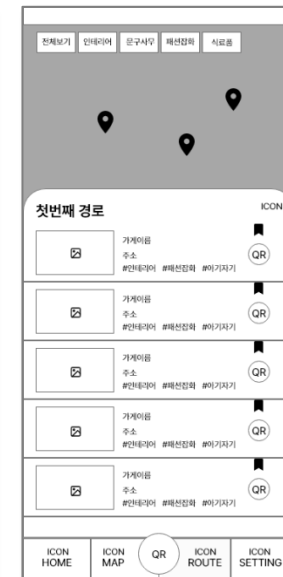 전체보기 인테리어 문구사무 패션잡화 식료품
첫번째 경로 ICON
가게이름
주소 QR
#인테리어 #패션잡화 #아기자기
가게이름
주소 QR
#인테리어 #패션잡화 #아기자기
가게이름
주소 QR
#인테리어 #패션잡화 #아기자기
가게이름
주소 QR
#인테리어 #패션잡화 #아기자기
가게이름
주소 QR
#인테리어 #패션잡화 #아기자기
ICON HOME
ICON MAP
QR
ICON ROUTE
ICON SETTING